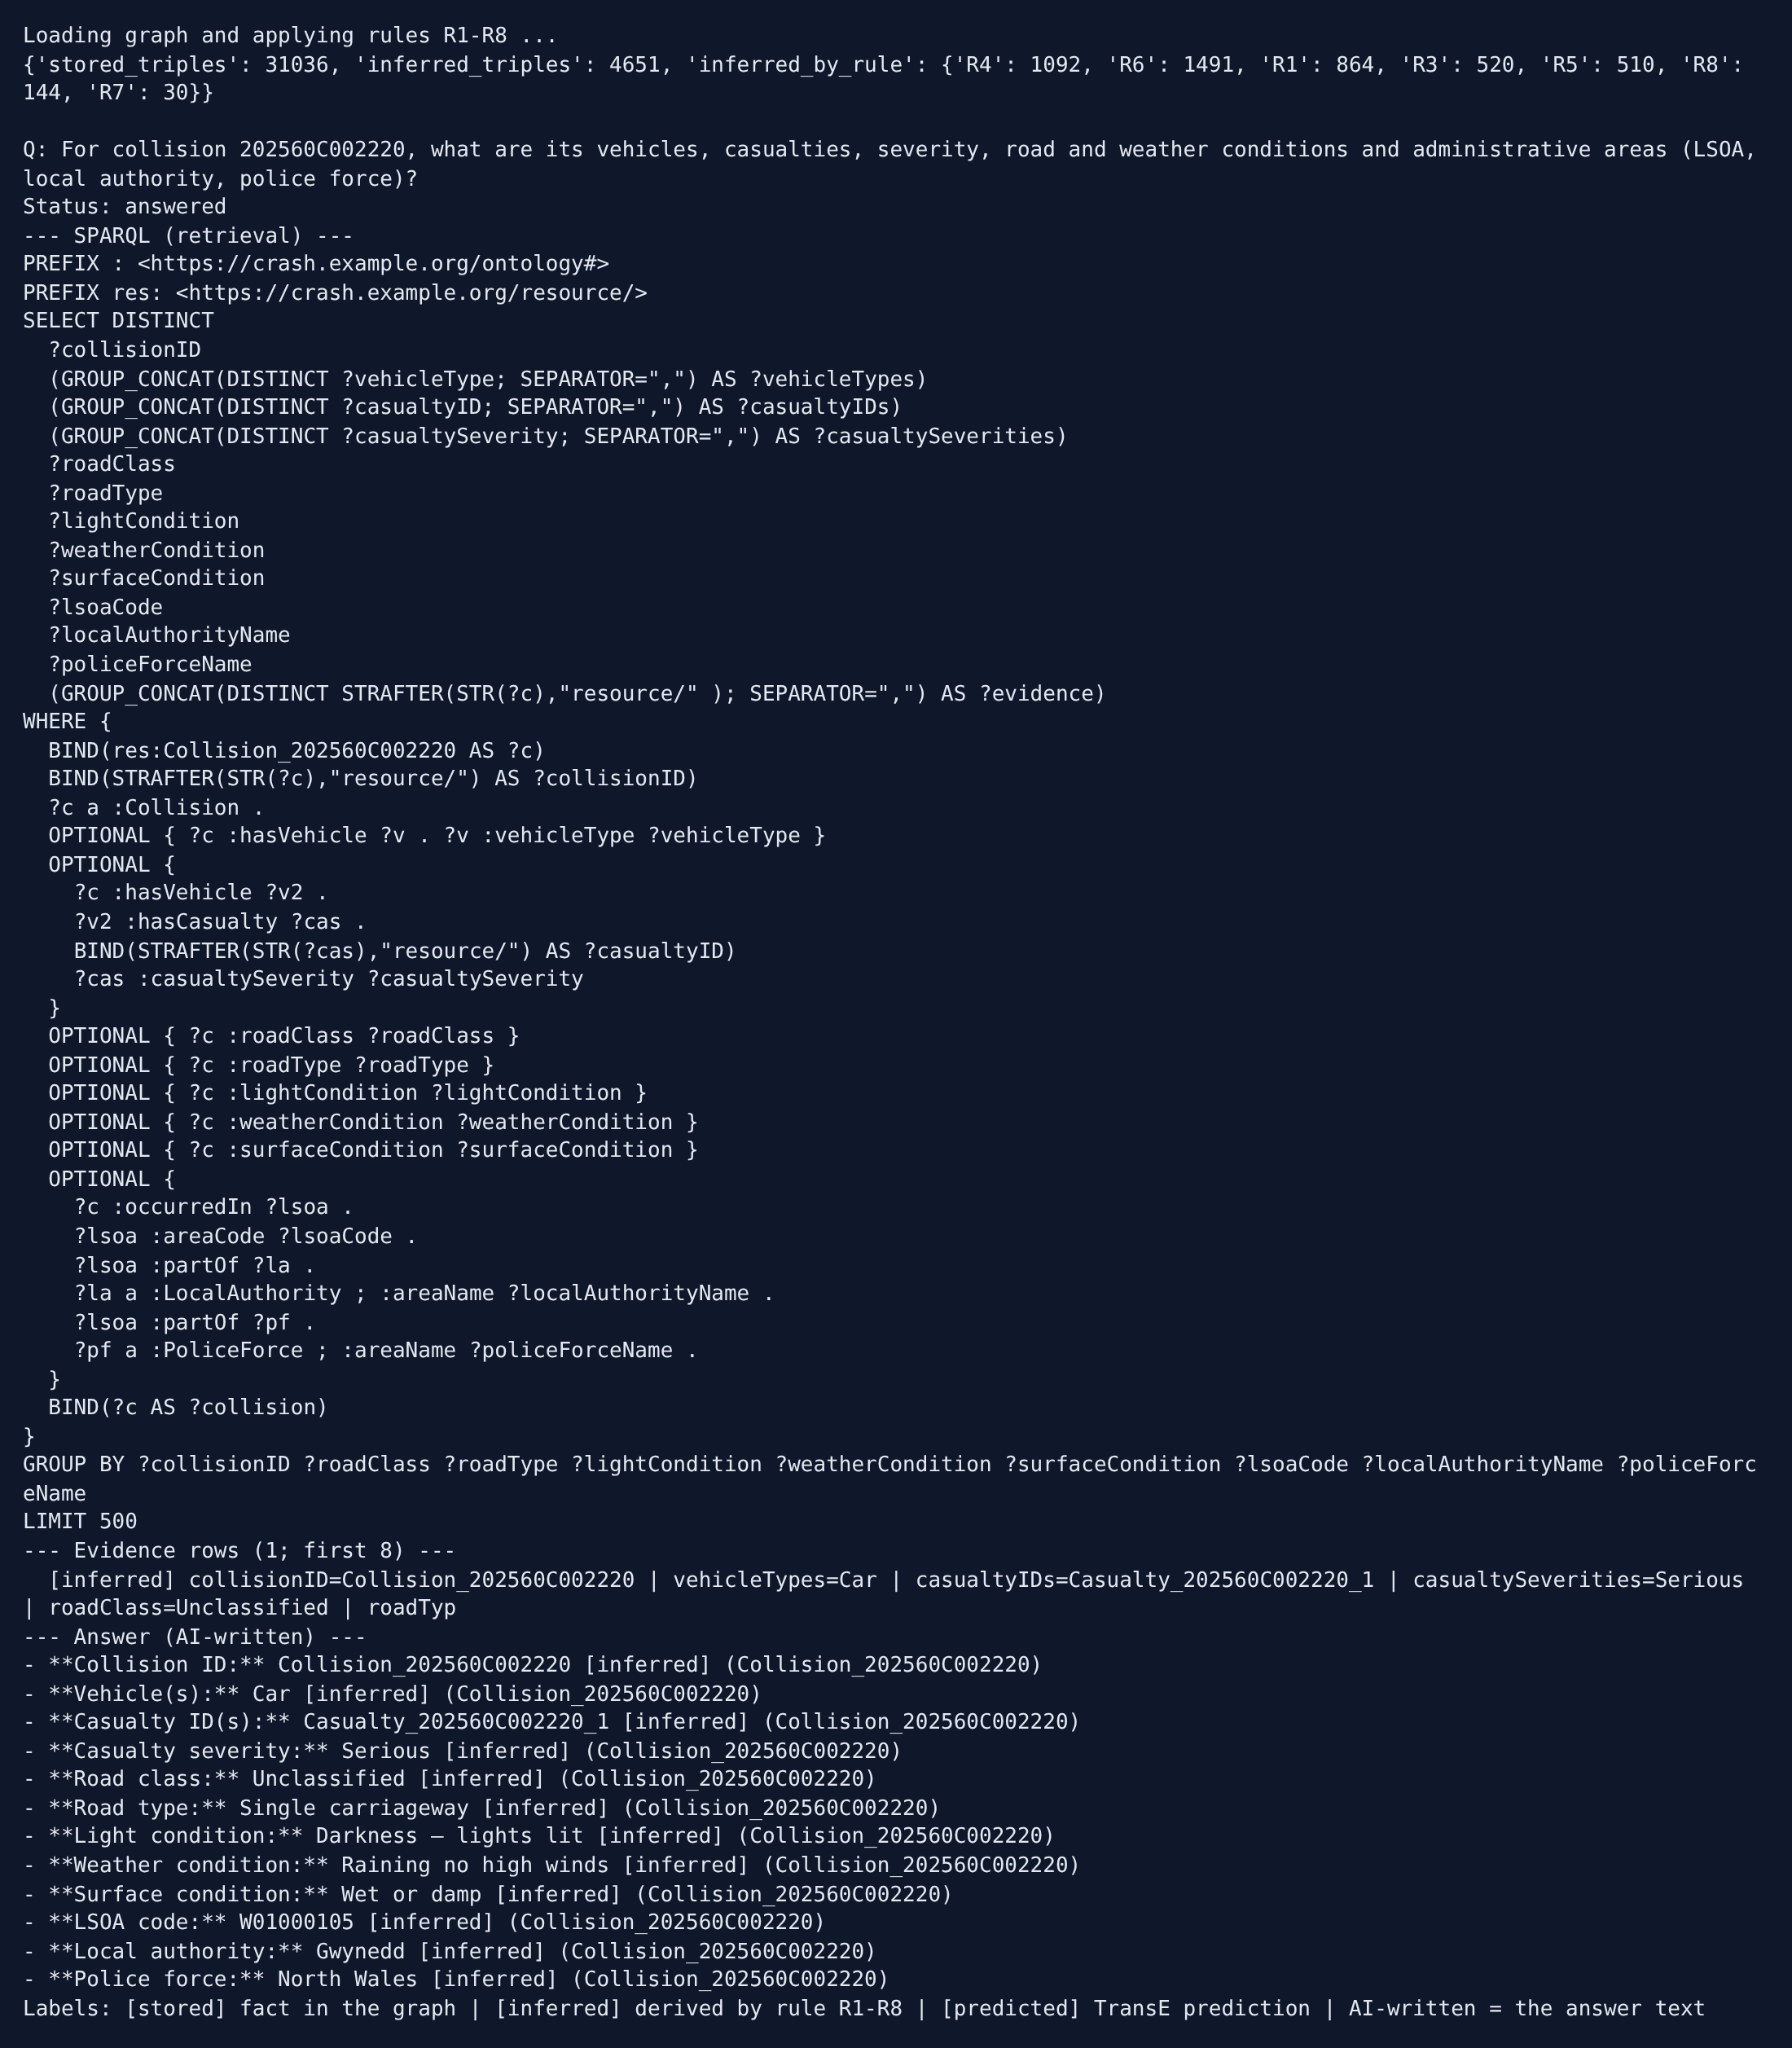 Loading graph and applying rules R1-R8 ...
{'stored_triples': 31036, 'inferred_triples': 4651, 'inferred_by_rule': {'R4': 1092, 'R6': 1491, 'R1': 864, 'R3': 520, 'R5': 510, 'R8':
144, 'R7': 30}}

Q: For collision 202560C002220, what are its vehicles, casualties, severity, road and weather conditions and administrative areas (LSOA,
local authority, police force)?
Status: answered
--- SPARQL (retrieval) ---
PREFIX : <https://crash.example.org/ontology#>
PREFIX res: <https://crash.example.org/resource/>
SELECT DISTINCT
  ?collisionID
  (GROUP_CONCAT(DISTINCT ?vehicleType; SEPARATOR=",") AS ?vehicleTypes)
  (GROUP_CONCAT(DISTINCT ?casualtyID; SEPARATOR=",") AS ?casualtyIDs)
  (GROUP_CONCAT(DISTINCT ?casualtySeverity; SEPARATOR=",") AS ?casualtySeverities)
  ?roadClass
  ?roadType
  ?lightCondition
  ?weatherCondition
  ?surfaceCondition
  ?lsoaCode
  ?localAuthorityName
  ?policeForceName
  (GROUP_CONCAT(DISTINCT STRAFTER(STR(?c),"resource/" ); SEPARATOR=",") AS ?evidence)
WHERE {
  BIND(res:Collision_202560C002220 AS ?c)
  BIND(STRAFTER(STR(?c),"resource/") AS ?collisionID)
  ?c a :Collision .
  OPTIONAL { ?c :hasVehicle ?v . ?v :vehicleType ?vehicleType }
  OPTIONAL {
    ?c :hasVehicle ?v2 .
    ?v2 :hasCasualty ?cas .
    BIND(STRAFTER(STR(?cas),"resource/") AS ?casualtyID)
    ?cas :casualtySeverity ?casualtySeverity
  }
  OPTIONAL { ?c :roadClass ?roadClass }
  OPTIONAL { ?c :roadType ?roadType }
  OPTIONAL { ?c :lightCondition ?lightCondition }
  OPTIONAL { ?c :weatherCondition ?weatherCondition }
  OPTIONAL { ?c :surfaceCondition ?surfaceCondition }
  OPTIONAL {
    ?c :occurredIn ?lsoa .
    ?lsoa :areaCode ?lsoaCode .
    ?lsoa :partOf ?la .
    ?la a :LocalAuthority ; :areaName ?localAuthorityName .
    ?lsoa :partOf ?pf .
    ?pf a :PoliceForce ; :areaName ?policeForceName .
  }
  BIND(?c AS ?collision)
}
GROUP BY ?collisionID ?roadClass ?roadType ?lightCondition ?weatherCondition ?surfaceCondition ?lsoaCode ?localAuthorityName ?policeForc
eName
LIMIT 500
--- Evidence rows (1; first 8) ---
  [inferred] collisionID=Collision_202560C002220 | vehicleTypes=Car | casualtyIDs=Casualty_202560C002220_1 | casualtySeverities=Serious
| roadClass=Unclassified | roadTyp
--- Answer (AI-written) ---
- **Collision ID:** Collision_202560C002220 [inferred] (Collision_202560C002220)
- **Vehicle(s):** Car [inferred] (Collision_202560C002220)
- **Casualty ID(s):** Casualty_202560C002220_1 [inferred] (Collision_202560C002220)
- **Casualty severity:** Serious [inferred] (Collision_202560C002220)
- **Road class:** Unclassified [inferred] (Collision_202560C002220)
- **Road type:** Single carriageway [inferred] (Collision_202560C002220)
- **Light condition:** Darkness – lights lit [inferred] (Collision_202560C002220)
- **Weather condition:** Raining no high winds [inferred] (Collision_202560C002220)
- **Surface condition:** Wet or damp [inferred] (Collision_202560C002220)
- **LSOA code:** W01000105 [inferred] (Collision_202560C002220)
- **Local authority:** Gwynedd [inferred] (Collision_202560C002220)
- **Police force:** North Wales [inferred] (Collision_202560C002220)
Labels: [stored] fact in the graph | [inferred] derived by rule R1-R8 | [predicted] TransE prediction | AI-written = the answer text